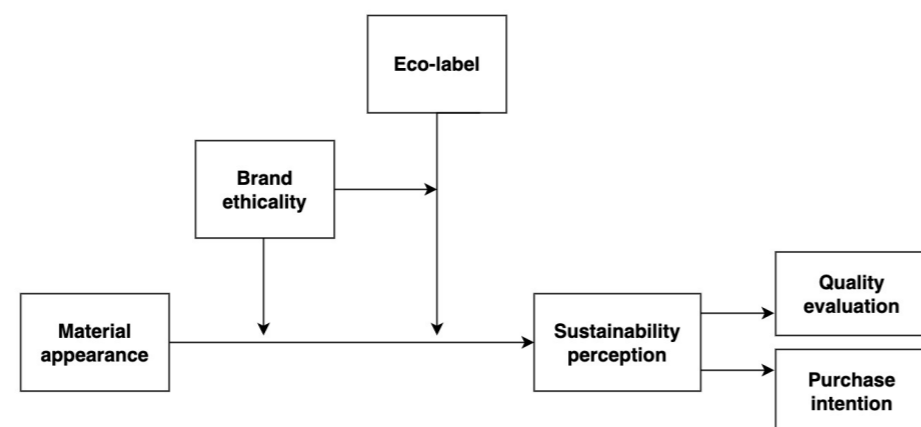 Eco-label
Brand
ethicality
Material
appearance
Sustainability
perception
Quality
evaluation
Purchase
intention